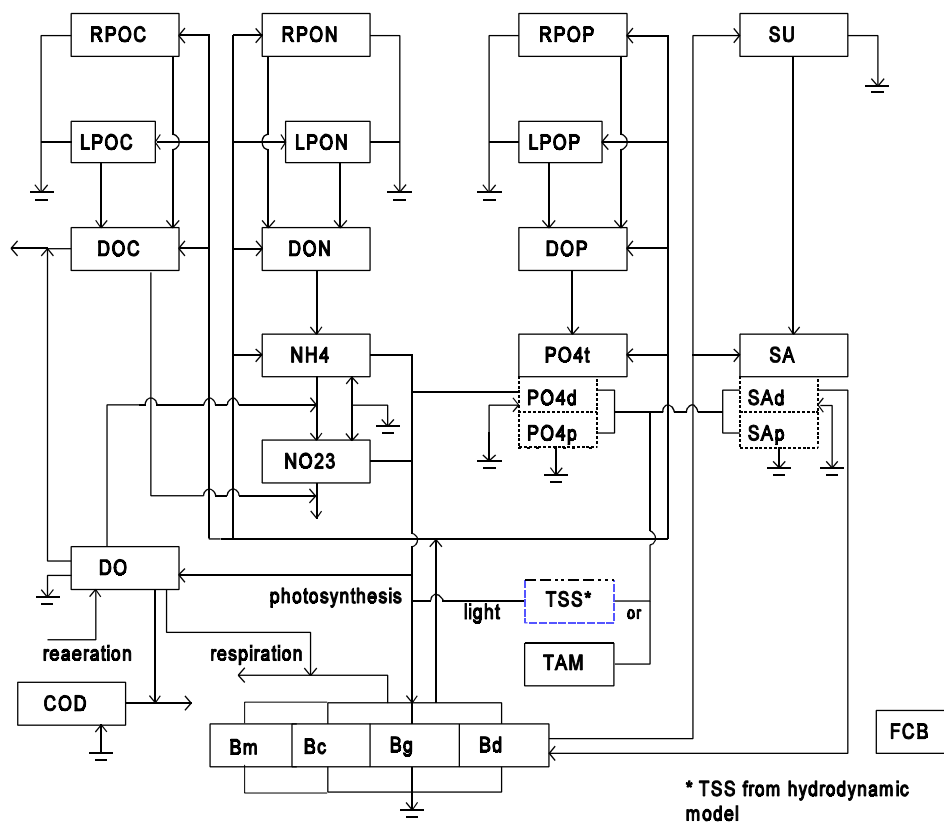 RPOC
RPON
RPOP
SU
LPOC
LPON
LPOP
DOC
DON
DOP
NH4
PO4t
SA
PO4d
SAd
PO4p
SAp
NO23
DO
photosynthesis
light
TSS*
or
reaeration
respiration
TAM
COD
FCB
Bm
Bc
Bg
Bd
* TSS from hydrodynamic
model